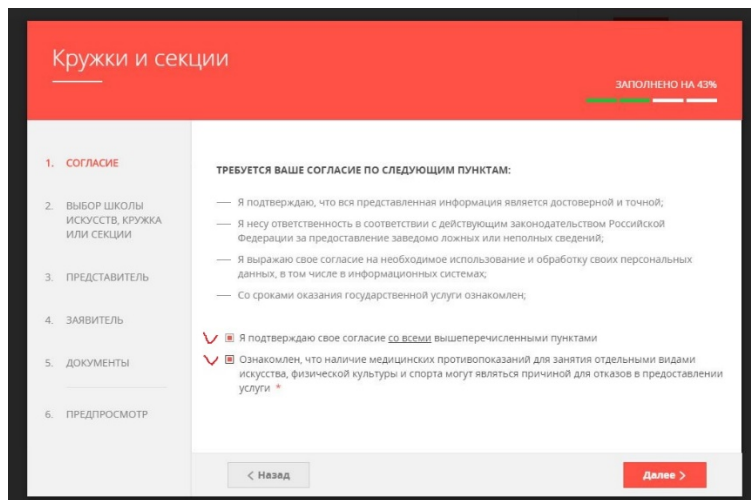 Кружки и секции
ЗАПОЛНЕНО НА 43%
1. СОГЛАСИЕ
2. ВЫБОР ШКОЛЫ
ИСКУССТВ, КРУЖКА
ИЛИ СЕКЦИИ
3. ПРЕДСТАВИТЕЛЬ
4. ЗАЯВИТЕЛЬ
5. ДОКУМЕНТЫ
6. ПРЕДПРОСМОТР
ТРЕБУЕТСЯ ВАШЕ СОГЛАСИЕ ПО СЛЕДУЮЩИМ ПУНКТАМ:
— Я подтверждаю, что вся представленная информация является достоверной и точной;
— Я несу ответственность в соответствии с действующим законодательством Российской
Федерации за предоставление заведомо ложных или неполных сведений;
— Я выражаю свое согласие на необходимое использование и обработку своих персональных
данных, в том числе в информационных системах;
— Со сроками оказания государственной услуги ознакомлен;
Я подтверждаю свое согласие со всеми вышеперечисленными пунктами
Ознакомлен, что наличие медицинских противопоказаний для занятия отдельными видами
искусства, физической культуры и спорта могут являться причиной для отказов в предоставлении
услуги *
< Назад
Далее >